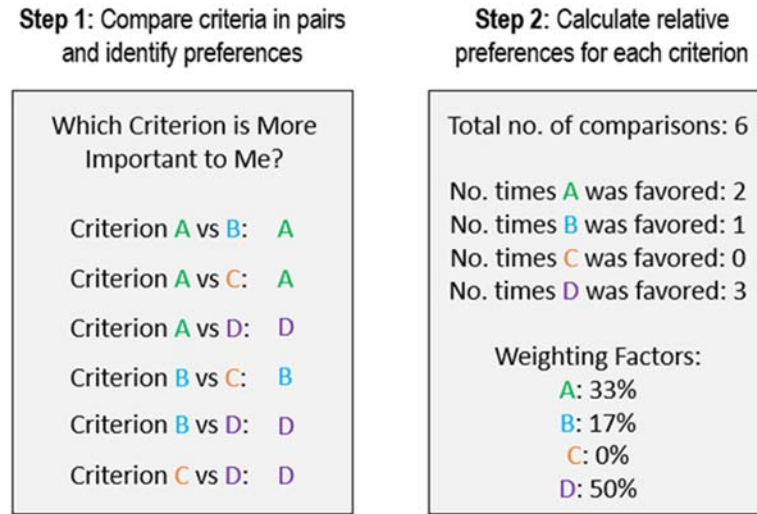 Step 1: Compare criteria in pairs
and identify preferences
Which Criterion is More
Important to Me?
Criterion A vs B: A
Criterion A vs C: A
Criterion A vs D: D
Criterion B vs C: B
Criterion B vs D: D
Criterion C vs D: D
Step 2: Calculate relative
preferences for each criterion
Total no. of comparisons: 6
No. times A was favored: 2
No. times B was favored: 1
No. times C was favored: 0
No. times D was favored: 3
Weighting Factors:
A: 33%
B: 17%
C: 0%
D: 50%